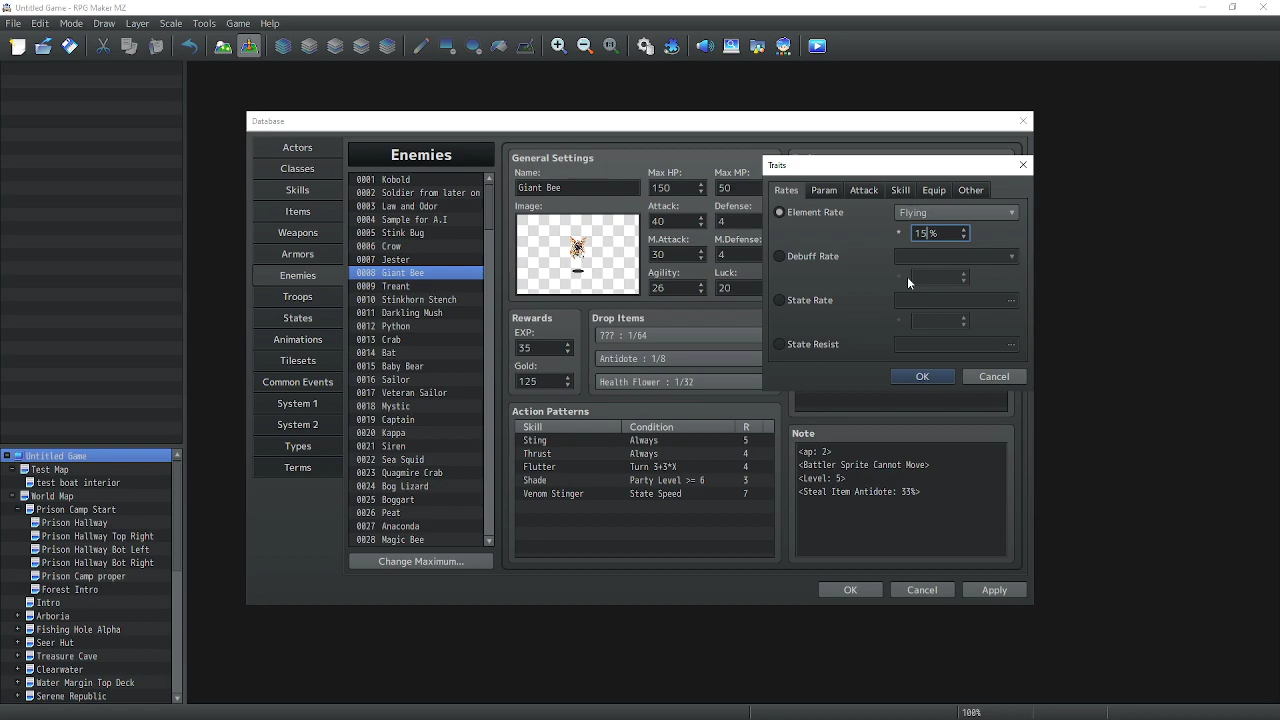 Untitled Game - RPG Maker MZ
File Edit Mode Draw Layer Scale Tools Game Help
Database
Actors
Classes
Skills
Items
Weapons
Armors
Enemies
Troops
States
Animations
Tilesets
Common Events
System 1
System 2
Types
Terms
Enemies
0001 Kobold
0002 Soldier from later on
0003 Law and Odor
0004 Sample for A.I
0005 Stink Bug
0006 Crow
0007 Jester
0008 Giant Bee
0009 Treant
0010 Stinkhorn Stench
0011 Darkling Mush
0012 Python
0013 Crab
0014 Bat
0015 Baby Bear
0016 Sailor
0017 Veteran Sailor
0018 Mystic
0019 Captain
0020 Kappa
0021 Siren
0022 Sea Squid
0023 Quagmire Crab
0024 Bog Lizard
0025 Boggart
0026 Peat
0027 Anaconda
0028 Magic Bee
Change Maximum...
General Settings
Name: Max HP: Max MP:
Giant Bee 150 50
Image: Attack: Defense:
40 4
M.Attack: M.Defense:
30 4
Agility: Luck:
26 20
Rewards
EXP:
35
Gold:
125
Drop Items
??? : 1/64
Antidote : 1/8
Health Flower : 1/32
Action Patterns
Skill Condition R
Sting Always 5
Thrust Always 4
Flutter Turn 3+3*X 4
Shade Party Level >= 6 3
Venom Stinger State Speed 7
Traits
Rates Param Attack Skill Equip Other
Element Rate Flying
* 15%
Debuff Rate
*
State Rate
*
State Resist
OK Cancel
Note
<ap: 2>
<Battler Sprite Cannot Move>
<Level: 5>
<Steal Item Antidote: 33%>
OK Cancel Apply
Untitled Game
Test Map
test boat interior
World Map
Prison Camp Start
Prison Hallway
Prison Hallway Top Right
Prison Hallway Bot Left
Prison Hallway Bot Right
Prison Camp proper
Forest Intro
Intro
Arboria
Fishing Hole Alpha
Seer Hut
Treasure Cave
Clearwater
Water Margin Top Deck
Serene Republic
100%